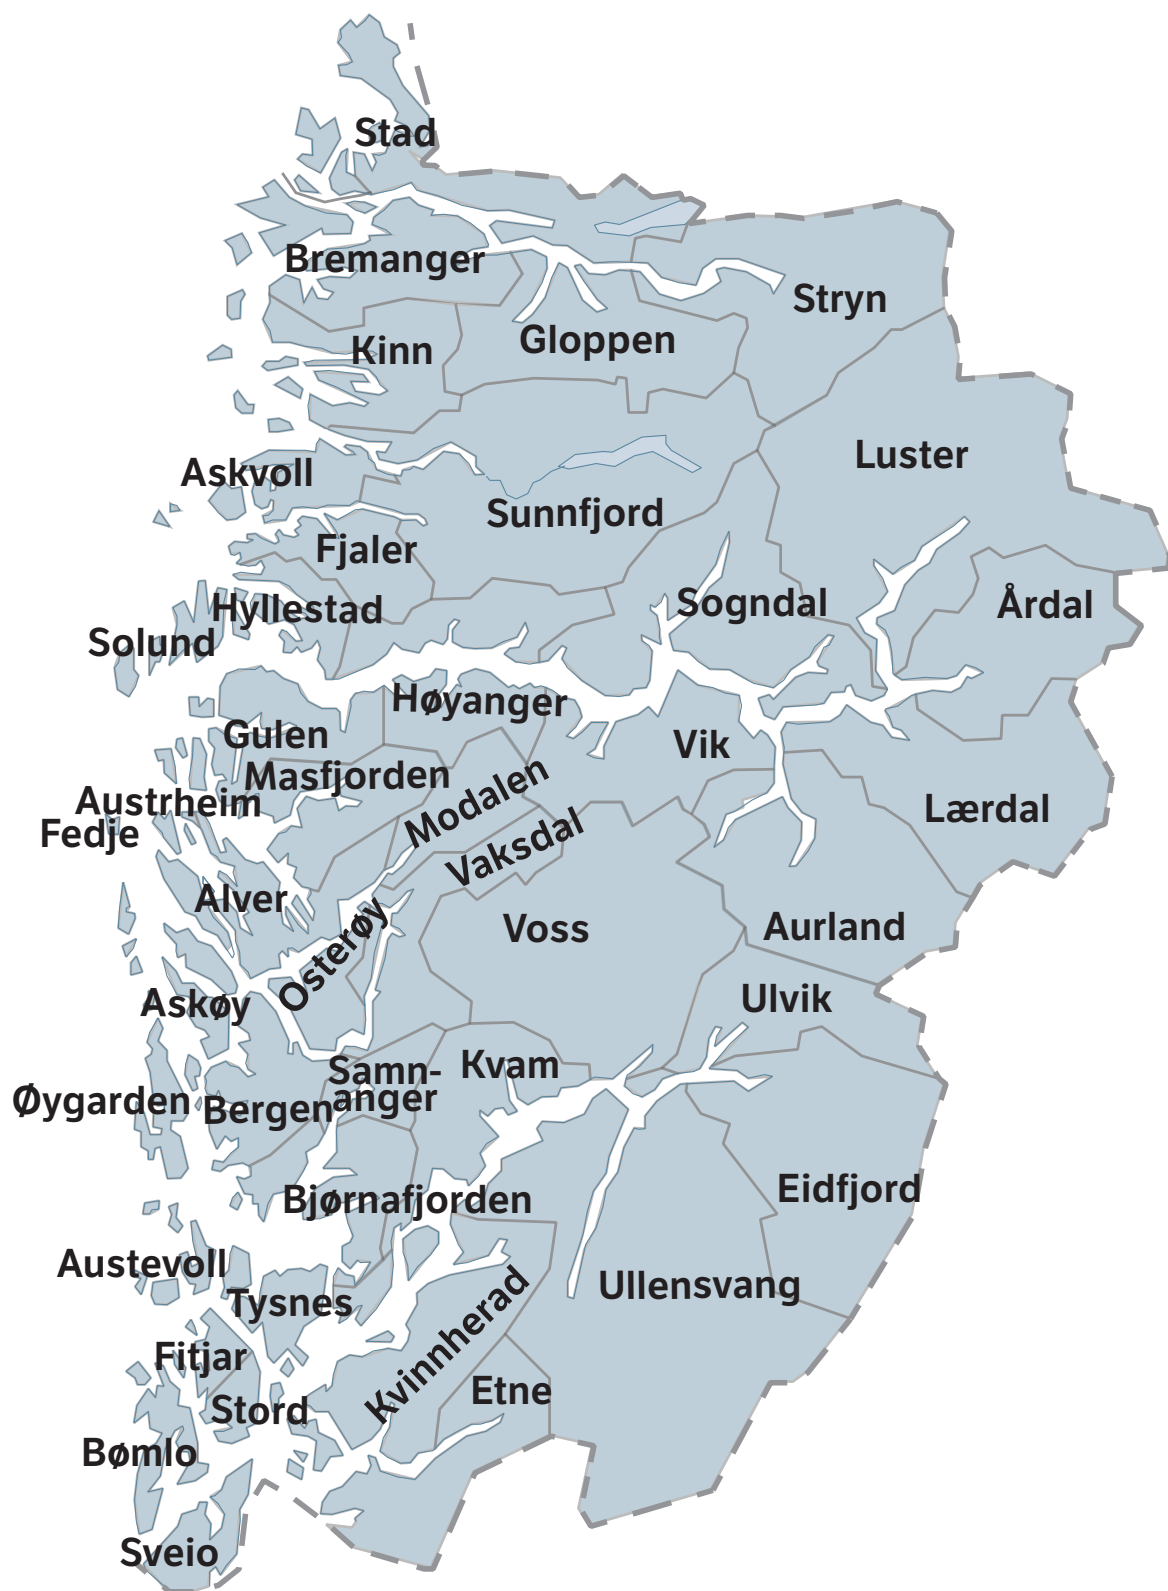 Stad
Bremanger
Stryn
Kinn
Gloppen
Luster
Askvoll
Sunnfjord
Fjaler
Hyllestad
Sogndal
Årdal
Solund
Høyanger
Gulen
Vik
Masfjorden
Austrheim
Modalen
Lærdal
Fedje
Vaksdal
Alver
Voss
Aurland
Osterøy
Askøy
Ulvik
Kvam
Samn-
anger
Øygarden
Bergen
Eidfjord
Bjørnafjorden
Austevoll
Ullensvang
Tysnes
Kvinnherad
Fitjar
Etne
Stord
Bømlo
Sveio